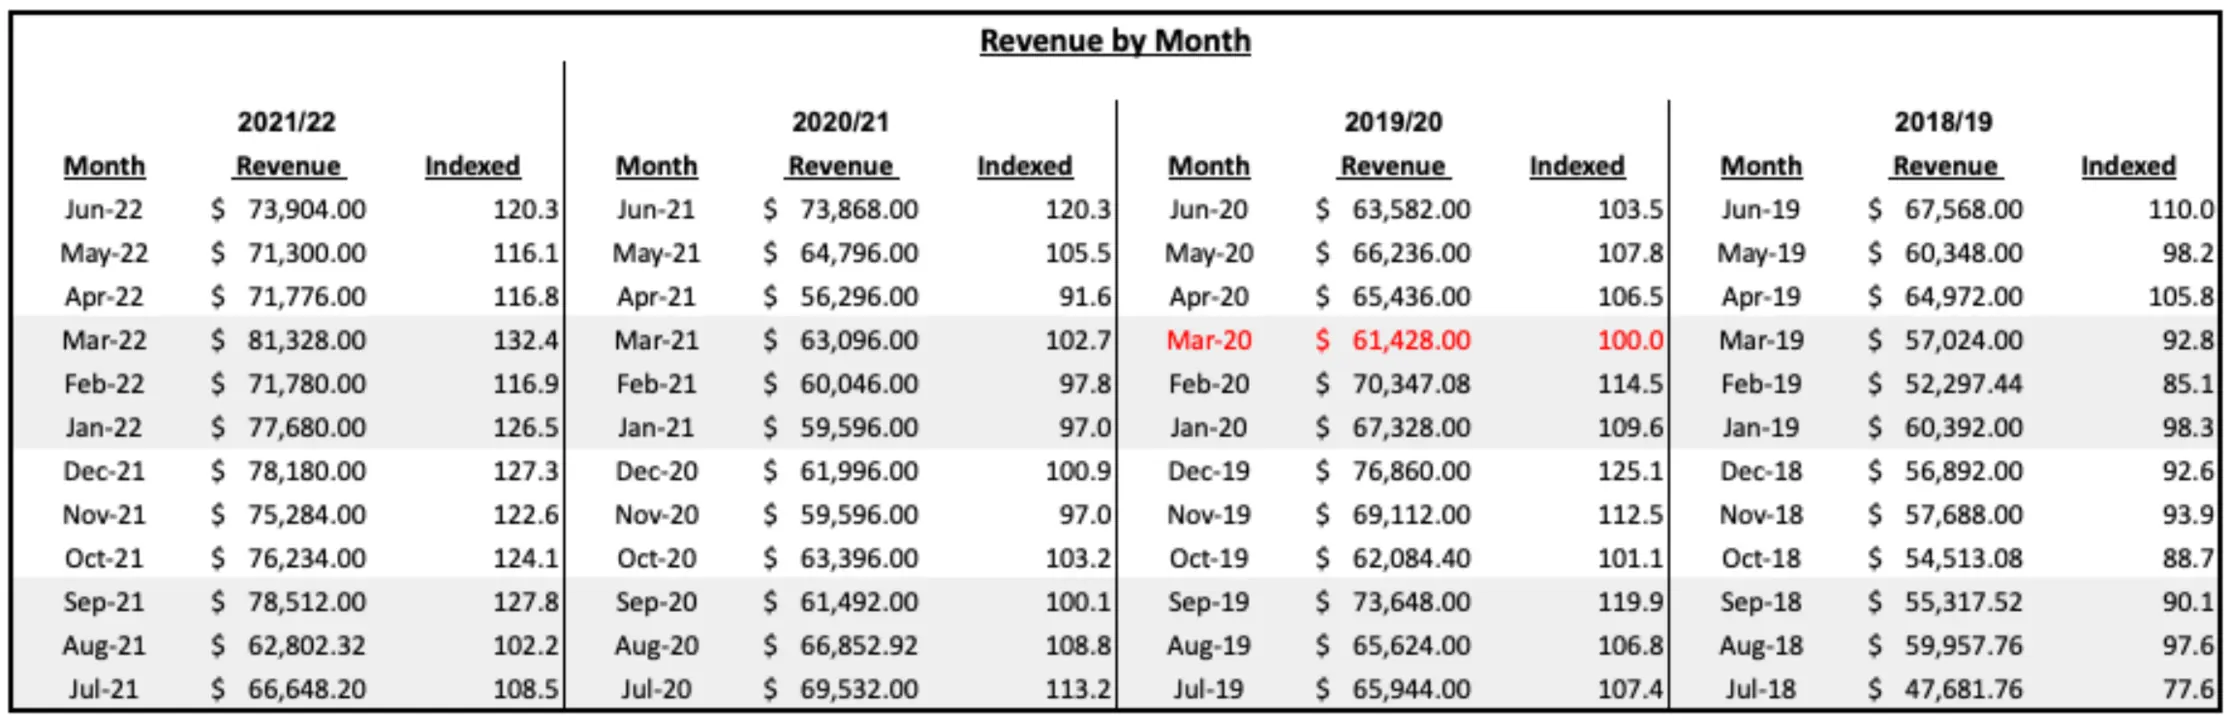 Revenue by Month
2021/22 2020/21 2019/20 2018/19
Month Revenue Indexed Month Revenue Indexed Month Revenue Indexed Month Revenue Indexed
Jun-22 $ 73,904.00 120.3 Jun-21 $ 73,868.00 120.3 Jun-20 $ 63,582.00 103.5 Jun-19 $ 67,568.00 110.0
May-22 $ 71,300.00 116.1 May-21 $ 64,796.00 105.5 May-20 $ 66,236.00 107.8 May-19 $ 60,348.00 98.2
Apr-22 $ 71,776.00 116.8 Apr-21 $ 56,296.00 91.6 Apr-20 $ 65,436.00 106.5 Apr-19 $ 64,972.00 105.8
Mar-22 $ 81,328.00 132.4 Mar-21 $ 63,096.00 102.7 Mar-20 $ 61,428.00 100.0 Mar-19 $ 57,024.00 92.8
Feb-22 $ 71,780.00 116.9 Feb-21 $ 60,046.00 97.8 Feb-20 $ 70,347.08 114.5 Feb-19 $ 52,297.44 85.1
Jan-22 $ 77,680.00 126.5 Jan-21 $ 59,596.00 97.0 Jan-20 $ 67,328.00 109.6 Jan-19 $ 60,392.00 98.3
Dec-21 $ 78,180.00 127.3 Dec-20 $ 61,996.00 100.9 Dec-19 $ 76,860.00 125.1 Dec-18 $ 56,892.00 92.6
Nov-21 $ 75,284.00 122.6 Nov-20 $ 59,596.00 97.0 Nov-19 $ 69,112.00 112.5 Nov-18 $ 57,688.00 93.9
Oct-21 $ 76,234.00 124.1 Oct-20 $ 63,396.00 103.2 Oct-19 $ 62,084.40 101.1 Oct-18 $ 54,513.08 88.7
Sep-21 $ 78,512.00 127.8 Sep-20 $ 61,492.00 100.1 Sep-19 $ 73,648.00 119.9 Sep-18 $ 55,317.52 90.1
Aug-21 $ 62,802.32 102.2 Aug-20 $ 66,852.92 108.8 Aug-19 $ 65,624.00 106.8 Aug-18 $ 59,957.76 97.6
Jul-21 $ 66,648.20 108.5 Jul-20 $ 69,532.00 113.2 Jul-19 $ 65,944.00 107.4 Jul-18 $ 47,681.76 77.6